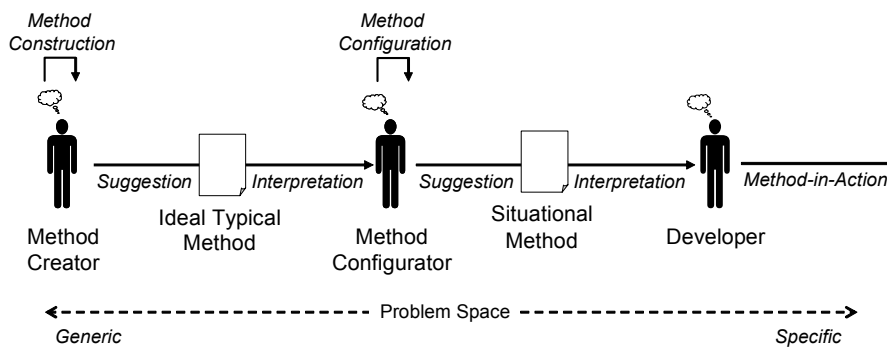 Method
Construction
Method
Configuration
Suggestion
Interpretation
Suggestion
Interpretation
Method-in-Action
Ideal Typical
Method
Situational
Method
Method
Creator
Method
Configurator
Developer
Problem Space
Generic
Specific